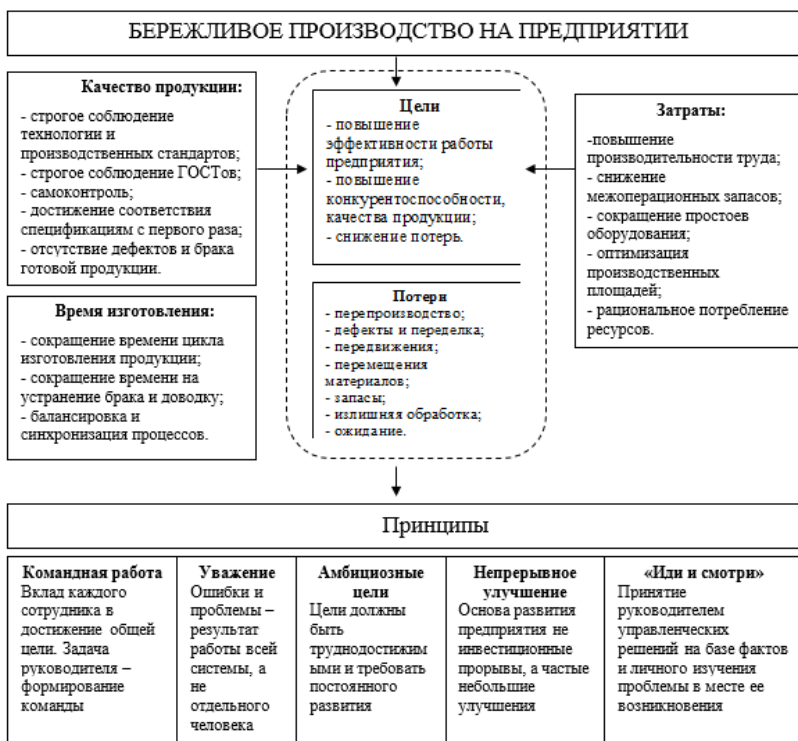 БЕРЕЖЛИВОЕ ПРОИЗВОДСТВО НА ПРЕДПРИЯТИИ
Качество продукции:
- строгое соблюдение
технологии и
производственных стандартов;
- строгое соблюдение ГОСТов;
- самоконтроль;
- достижение соответствия
спецификациям с первого раза;
- отсутствие дефектов и брака
готовой продукции.
Время изготовления:
- сокращение времени цикла
изготовления продукции;
- сокращение времени на
устранение брака и доводку;
- балансировка и
синхронизация процессов.
Цели
- повышение
эффективности работы
предприятия;
- повышение
конкурентоспособности,
качества продукции;
- снижение потерь.
Потери
- перепроизводство;
- дефекты и переделка;
- передвижения;
- перемещения
материалов;
- запасы;
- излишняя обработка;
- ожидание.
Затраты:
-повышение
производительности труда;
- снижение
межоперационных запасов;
- сокращение простоев
оборудования;
- оптимизация
производственных
площадей;
- рациональное потребление
ресурсов.
Принципы
Командная работа
Вклад каждого
сотрудника в
достижение общей
цели. Задача
руководителя –
формирование
команды
Уважение
Ошибки и
проблемы –
результат
работы всей
системы, а
не
отдельного
человека
Амбициозные
цели
Цели должны
быть
труднодостижим
ыми и требовать
постоянного
развития
Непрерывное
улучшение
Основа развития
предприятия не
инвестиционные
прорывы, а частые
небольшие
улучшения
«Иди и смотри»
Принятие
руководителем
управленческих
решений на базе фактов
и личного изучения
проблемы в месте ее
возникновения